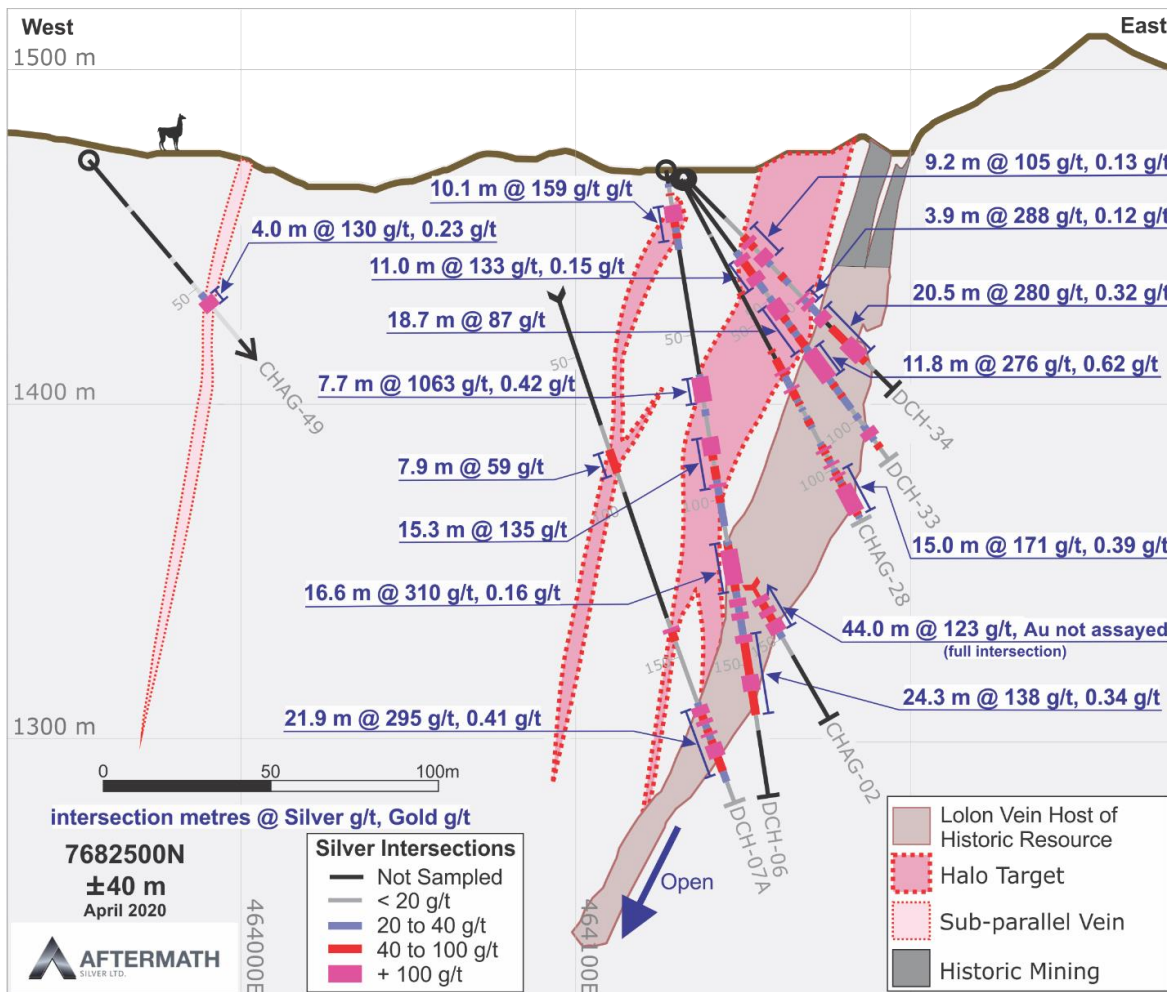 West
East
1500 m
9.2 m @ 105 g/t, 0.13 g/t
10.1 m @ 159 g/t g/t
3.9 m @ 288 g/t, 0.12 g/t
4.0 m @ 130 g/t, 0.23 g/t
11.0 m @ 133 g/t, 0.15 g/t
20.5 m @ 280 g/t, 0.32 g/t
50
18.7 m @ 87 g/t
50
50
50
11.8 m @ 276 g/t, 0.62 g/t
CHAG-49
7.7 m @ 1063 g/t, 0.42 g/t
1400 m
DCH-34
100
7.9 m @ 59 g/t
100
DCH-33
100
100
15.3 m @ 135 g/t
15.0 m @ 171 g/t, 0.39 g/t
CHAG-28
16.6 m @ 310 g/t, 0.16 g/t
44.0 m @ 123 g/t, Au not assayed
(full intersection)
150
150
150
24.3 m @ 138 g/t, 0.34 g/t
21.9 m @ 295 g/t, 0.41 g/t
1300 m
CHAG-02
DCH-06
DCH-07A
0 50 100m
intersection metres @ Silver g/t, Gold g/t
7682500N
±40 m
April 2020
AFTERMATH
SILVER LTD.
464000E
Silver Intersections
Not Sampled
< 20 g/t
20 to 40 g/t
40 to 100 g/t
+ 100 g/t
464100E
Open
Lolon Vein Host of
Historic Resource
Halo Target
Sub-parallel Vein
Historic Mining